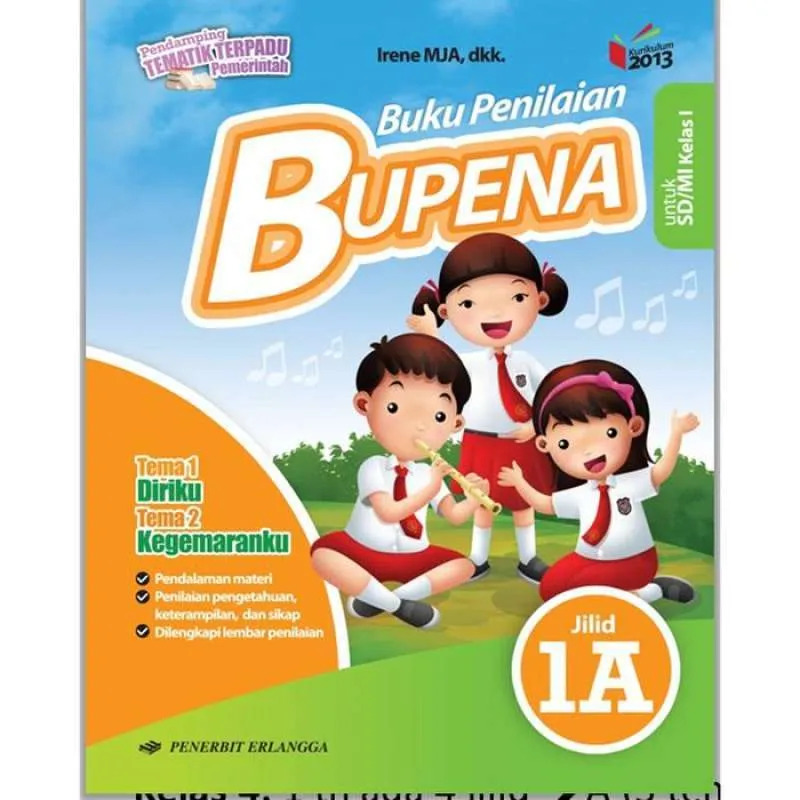 Pendamping
TEMATIK TERPADU
Pemerintah
Irene MJA, dkk.
Kurikulum
2013
Buku Penilaian
BUPENA
untuk
SD/MI Kelas I
Tema 1
Diriku
Tema 2
Kegemaranku
Pendalaman materi
Penilaian pengetahuan,
keterampilan, dan sikap
Dilengkapi lembar penilaian
Jilid
1A
PENERBIT ERLANGGA